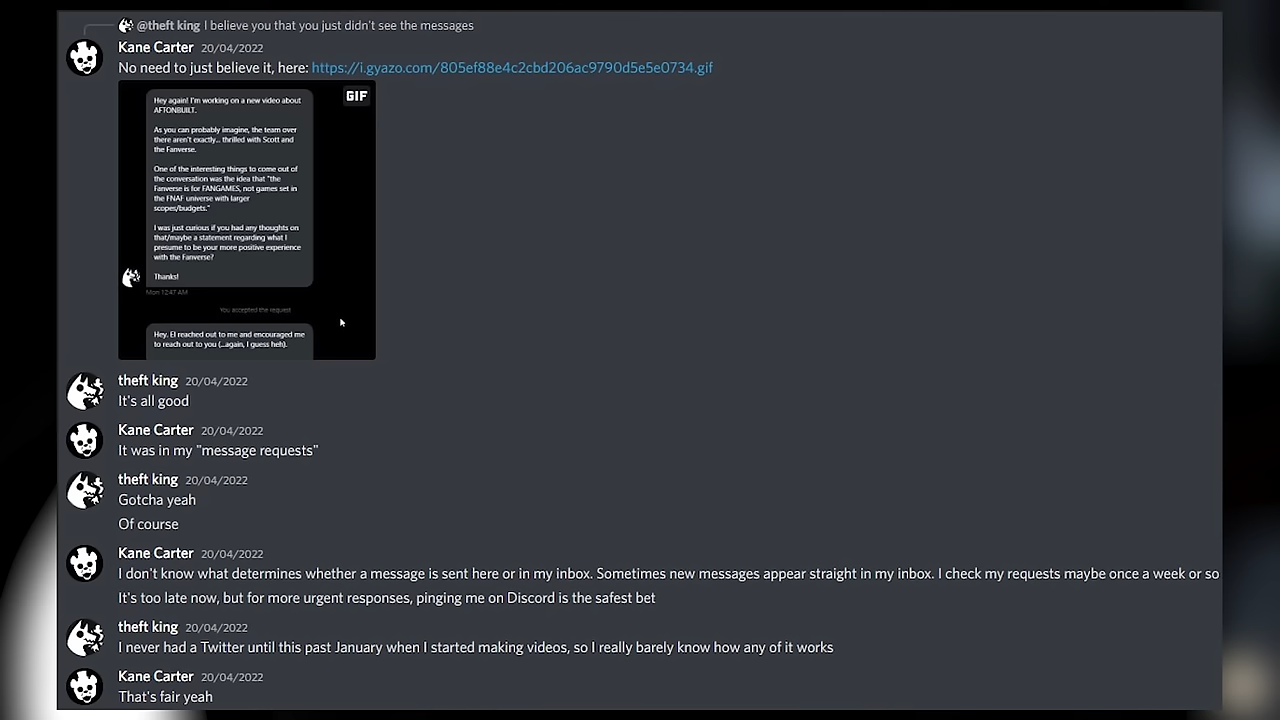 @theft king I believe you that you just didn't see the messages
Kane Carter 20/04/2022
No need to just believe it, here: https://i.gyazo.com/805ef88e4c2cbd206ac9790d5e5e0734.gif
GIF
Hey again! I'm working on a new video about
AFTONBUILT.
As you can probably imagine, the team over
there aren't exactly... thrilled with Scott and
the Fanverse.
One of the interesting things to come out of
the conversation was the idea that "the
Fanverse is for FANGAMES, not games set in
the FNAF universe with larger
scopes/budgets."
I was just curious if you had any thoughts on
that/maybe a statement regarding what I
presume to be your more positive experience
with the Fanverse?
Thanks!
Mon 12:47 AM
You accepted the request
Hey. El reached out to me and encouraged me
to reach out to you (...again, I guess heh).
theft king 20/04/2022
It's all good
Kane Carter 20/04/2022
It was in my "message requests"
theft king 20/04/2022
Gotcha yeah
Of course
Kane Carter 20/04/2022
I don't know what determines whether a message is sent here or in my inbox. Sometimes new messages appear straight in my inbox. I check my requests maybe once a week or so
It's too late now, but for more urgent responses, pinging me on Discord is the safest bet
theft king 20/04/2022
I never had a Twitter until this past January when I started making videos, so I really barely know how any of it works
Kane Carter 20/04/2022
That's fair yeah